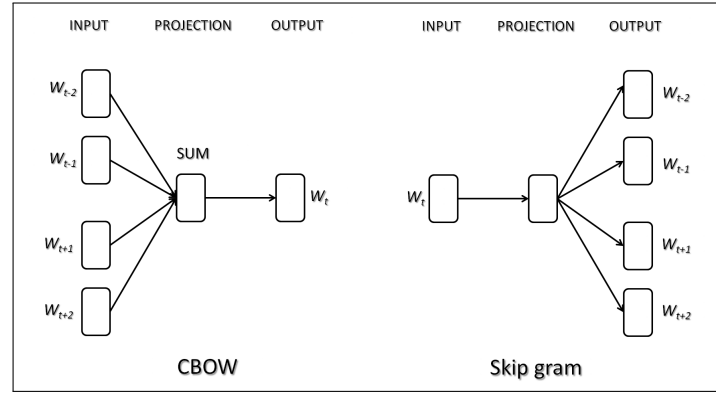 INPUT PROJECTION OUTPUT
W_{t-2}
W_{t-1}
SUM
W_t
W_{t+1}
W_{t+2}
CBOW
INPUT PROJECTION OUTPUT
W_{t-2}
W_{t-1}
W_t
W_{t+1}
W_{t+2}
Skip gram